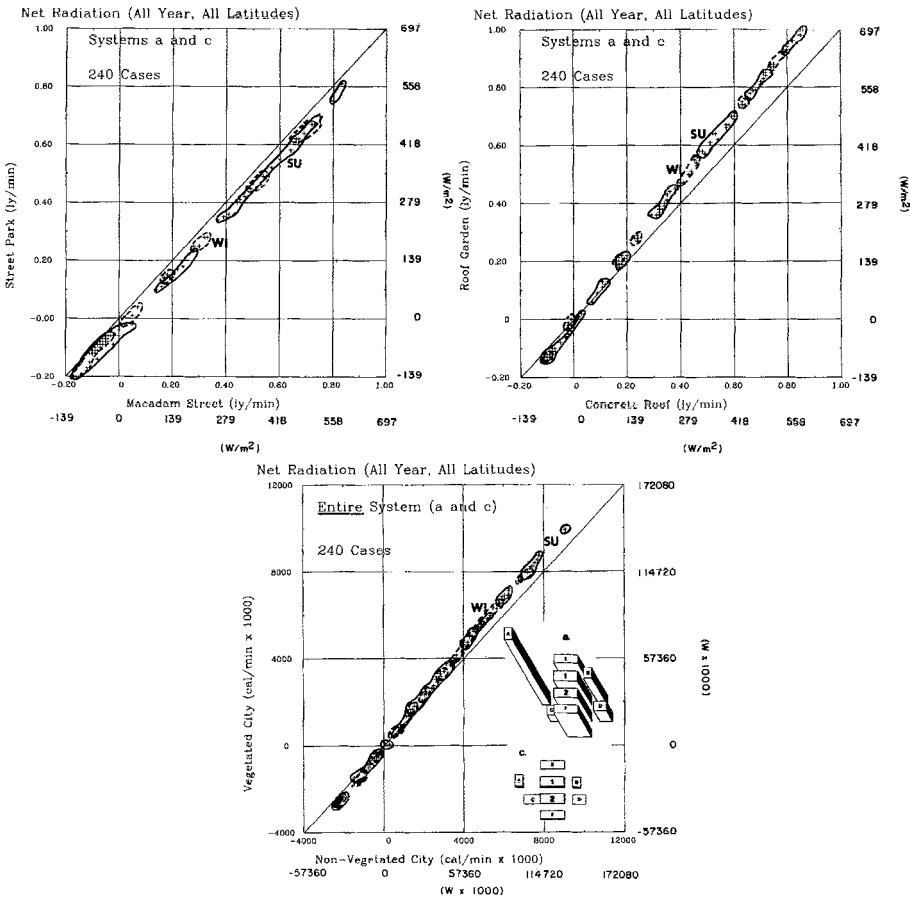 Net Radiation (All Year, All Latitudes)
Systems a and c
240 Cases
1.00
0.80
0.60
0.40
0.20
-0.00
-0.20
697
558
418
279
139
0
-139
(W/m2)
Street Park (ly/min)
SU
WI
-0.20 0 0.20 0.40 0.60 0.80 1.00
Macadam Street (ly/min)
-139 0 139 279 418 558 697
(W/m2)
Net Radiation (All Year, All Latitudes)
Systems a and c
240 Cases
1.00
0.80
0.60
0.40
0.20
0
-0.20
697
558
418
279
139
0
-139
(W/m2)
Roof Garden (ly/min)
SU
WI
-0.20 0 0.20 0.40 0.60 0.80 1.00
Concrete Roof (ly/min)
-139 0 139 279 418 558 697
(W/m2)
Net Radiation (All Year, All Latitudes)
Entire System (a and c)
240 Cases
12000
8000
4000
0
-4000
172080
114720
57360
0
-57360
(W x 1000)
Vegetated City (cal/min x 1000)
SU
WI
a.
1
2
c.
1
C 2 D
-4000 0 4000 8000 12000
Non-Vegetated City (cal/min x 1000)
-57360 0 57360 114720 172080
(W x 1000)